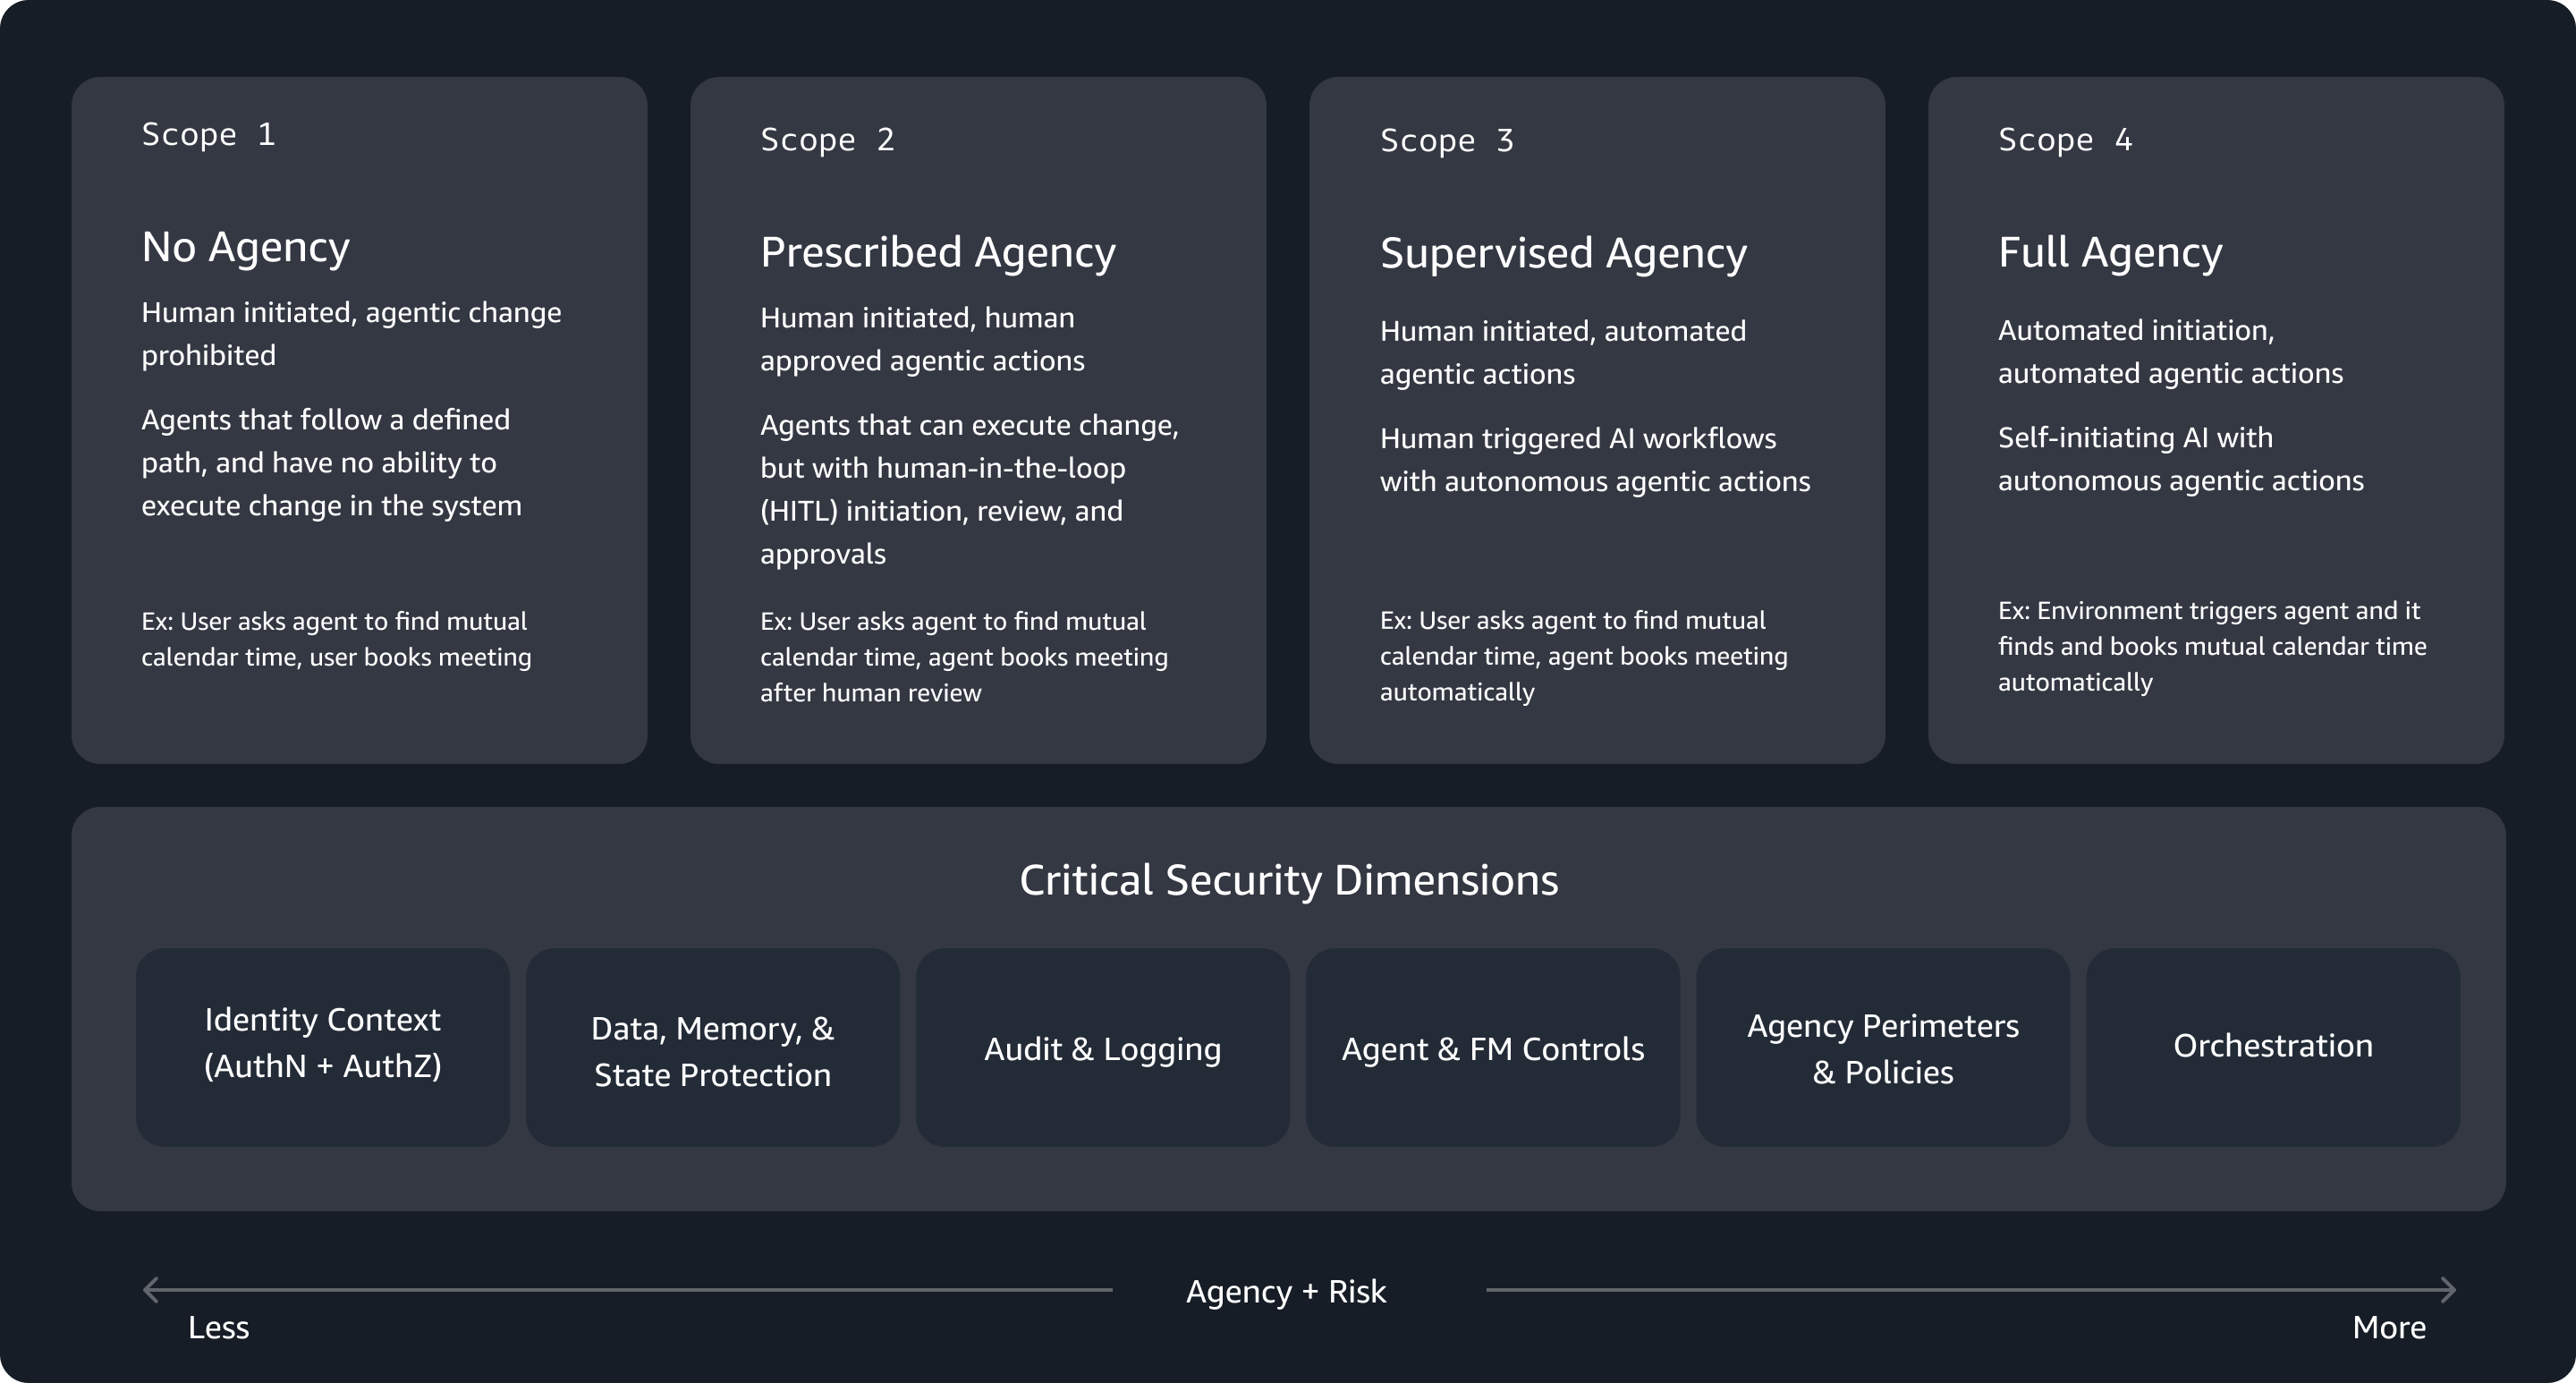 Scope 1
No Agency
Human initiated, agentic change
prohibited
Agents that follow a defined
path, and have no ability to
execute change in the system
Ex: User asks agent to find mutual
calendar time, user books meeting
Scope 2
Prescribed Agency
Human initiated, human
approved agentic actions
Agents that can execute change,
but with human-in-the-loop
(HITL) initiation, review, and
approvals
Ex: User asks agent to find mutual
calendar time, agent books meeting
after human review
Scope 3
Supervised Agency
Human initiated, automated
agentic actions
Human triggered AI workflows
with autonomous agentic actions
Ex: User asks agent to find mutual
calendar time, agent books meeting
automatically
Scope 4
Full Agency
Automated initiation,
automated agentic actions
Self-initiating AI with
autonomous agentic actions
Ex: Environment triggers agent and it
finds and books mutual calendar time
automatically
Critical Security Dimensions
Identity Context
(AuthN + AuthZ)
Data, Memory, &
State Protection
Audit & Logging
Agent & FM Controls
Agency Perimeters
& Policies
Orchestration
Agency + Risk
Less
More